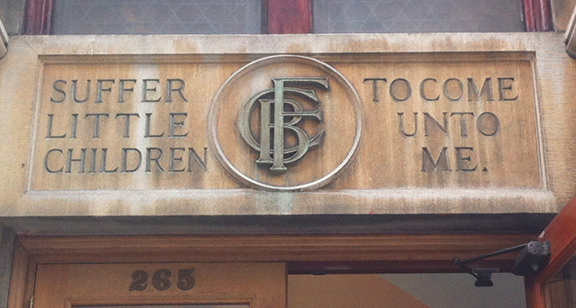 SUFFER
LITTLE
CHILDREN
TO COME
UNTO
ME.
265